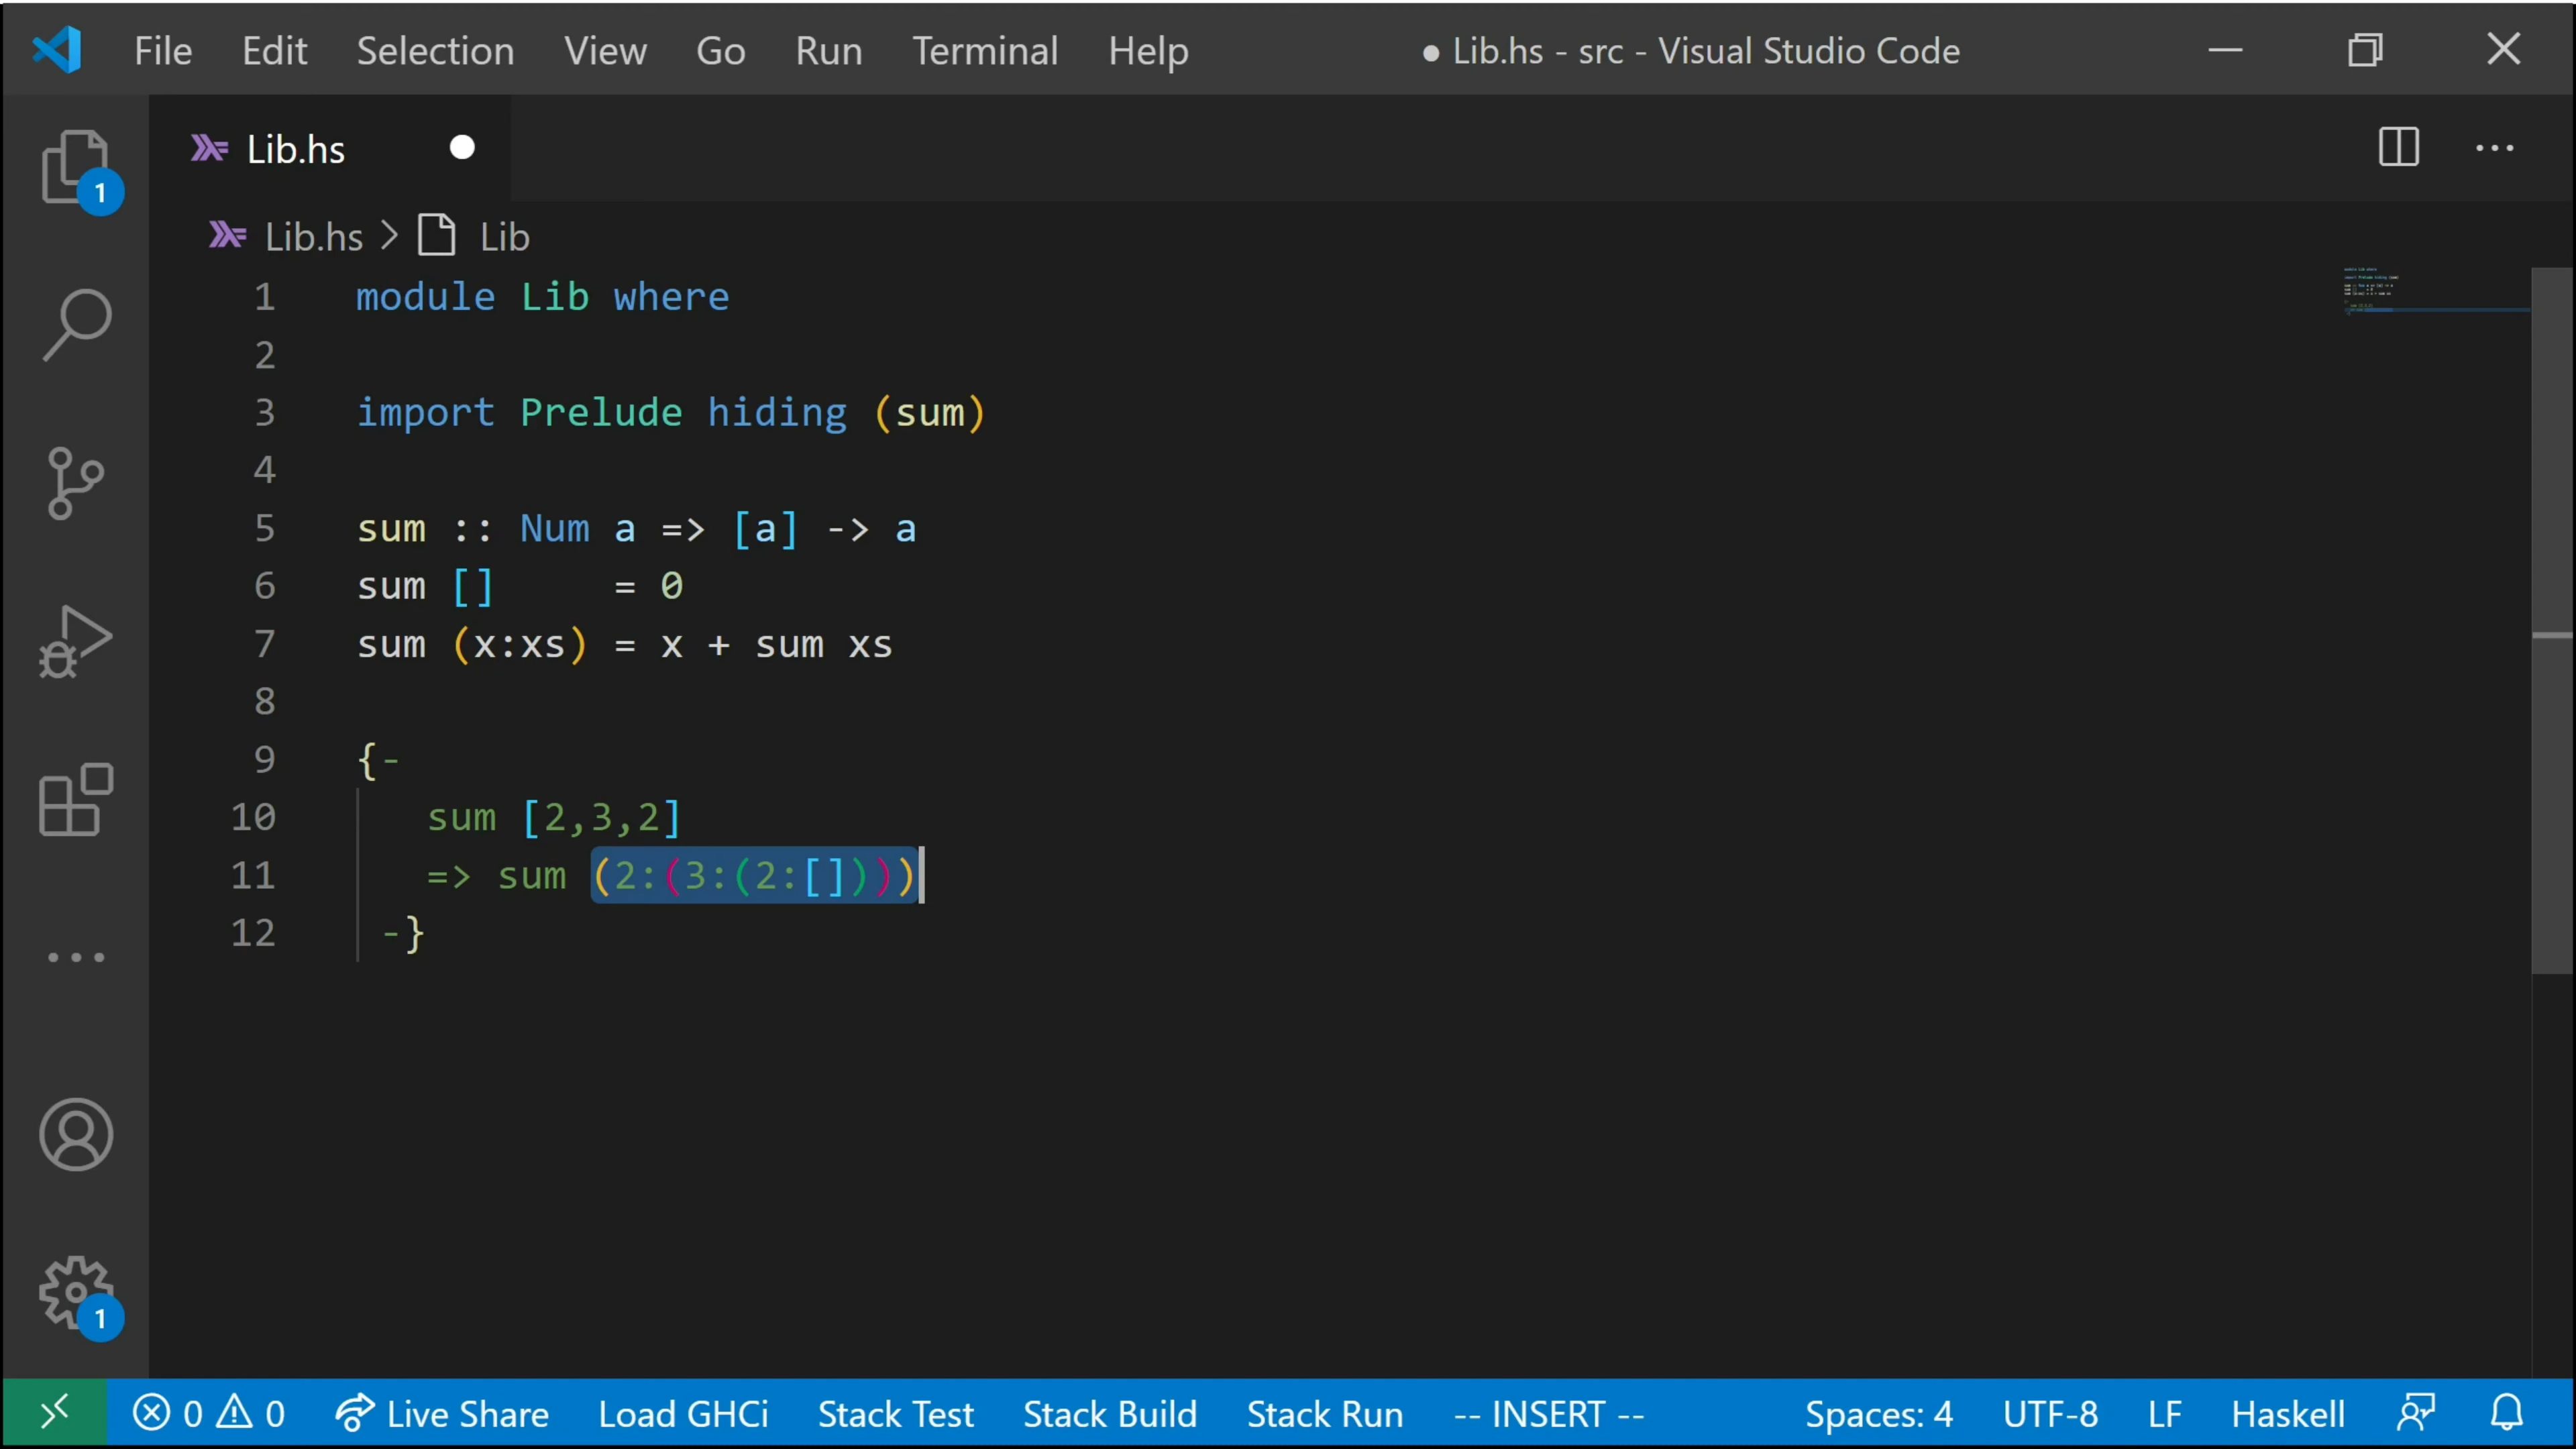 File Edit Selection View Go Run Terminal Help ● Lib.hs - src - Visual Studio Code
Lib.hs
1
Lib.hs > Lib
1 module Lib where
2
3 import Prelude hiding (sum)
4
5 sum :: Num a => [a] -> a
6 sum []     = 0
7 sum (x:xs) = x + sum xs
8
9 {-
10 sum [2,3,2]
11 => sum (2:(3:(2:[])))
12 -}
1
0 0 Live Share Load GHCi Stack Test Stack Build Stack Run -- INSERT -- Spaces: 4 UTF-8 LF Haskell